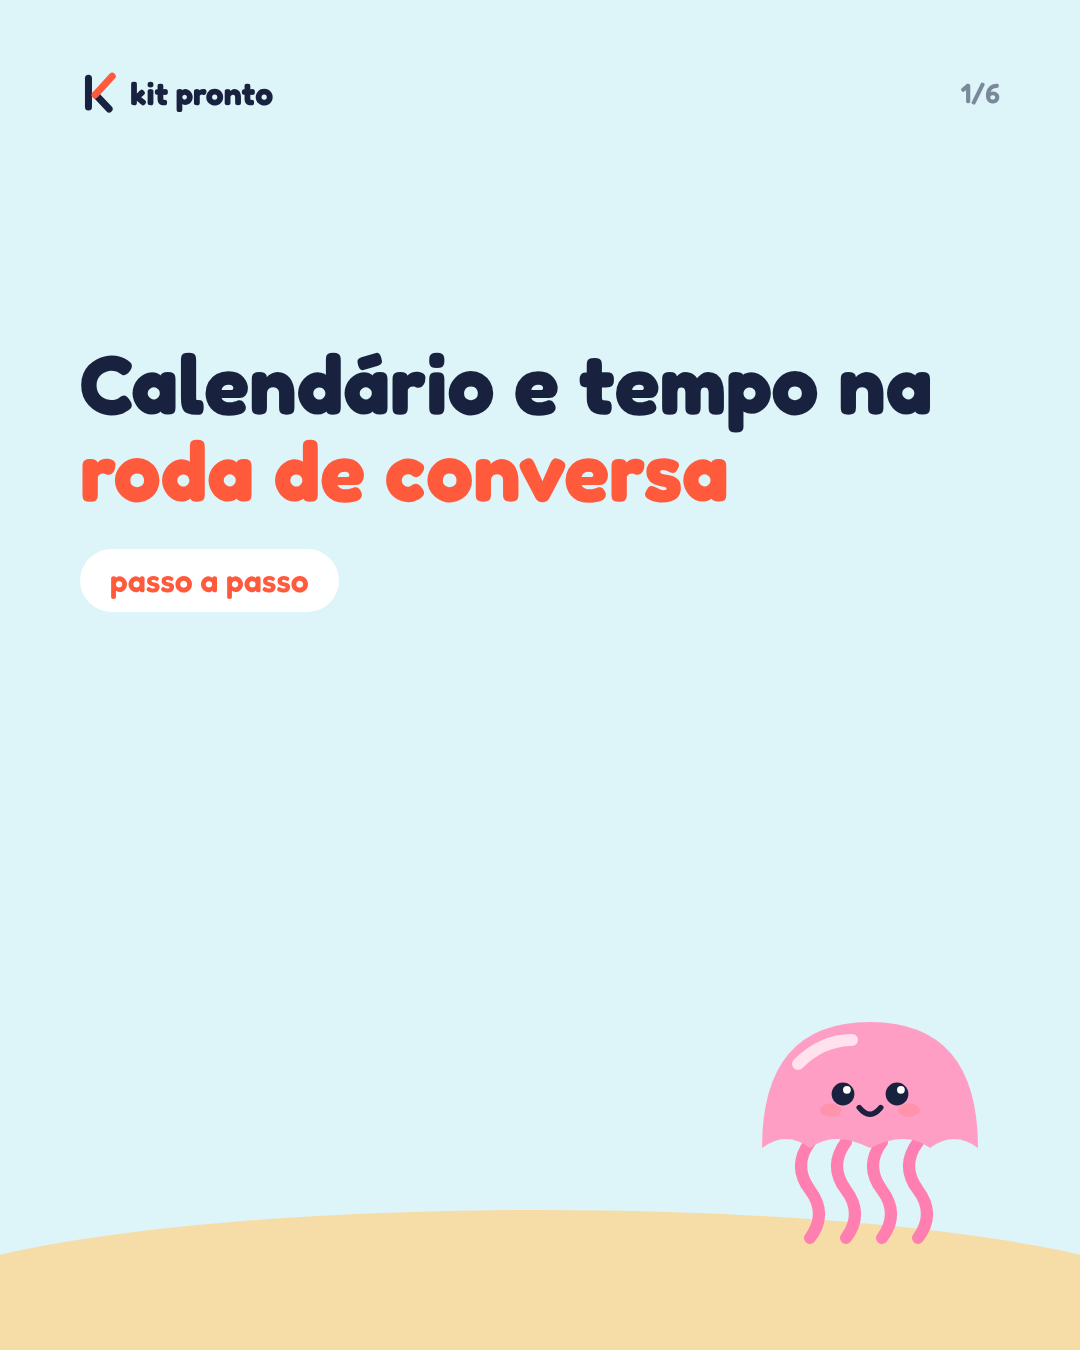 kit pronto
1/6
Calendário e tempo na
roda de conversa
passo a passo